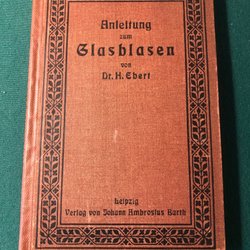 Anleitung
zum
Glasblasen
von
Dr. H. Ebert
Leipzig
Verlag von Johann Ambrosius Barth